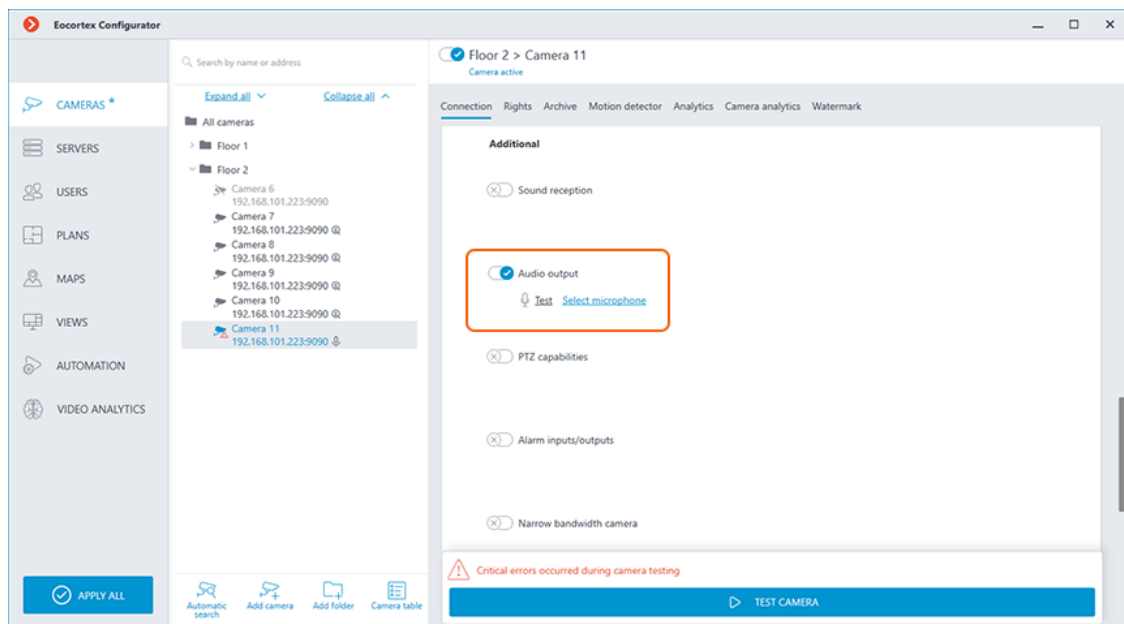 Eocortex Configurator
CAMERAS *
SERVERS
USERS
PLANS
MAPS
VIEWS
AUTOMATION
VIDEO ANALYTICS
APPLY ALL
Search by name or address
Expand all
Collapse all
All cameras
Floor 1
Floor 2
Camera 6
192.168.101.223:9090
Camera 7
192.168.101.223:9090
Camera 8
192.168.101.223:9090
Camera 9
192.168.101.223:9090
Camera 10
192.168.101.223:9090
Camera 11
192.168.101.223:9090
Automatic
search
Add camera
Add folder
Camera table
Floor 2 > Camera 11
Camera active
Connection Rights Archive Motion detector Analytics Camera analytics Watermark
Additional
Sound reception
Audio output
Test Select microphone
PTZ capabilities
Alarm inputs/outputs
Narrow bandwidth camera
Critical errors occurred during camera testing
TEST CAMERA